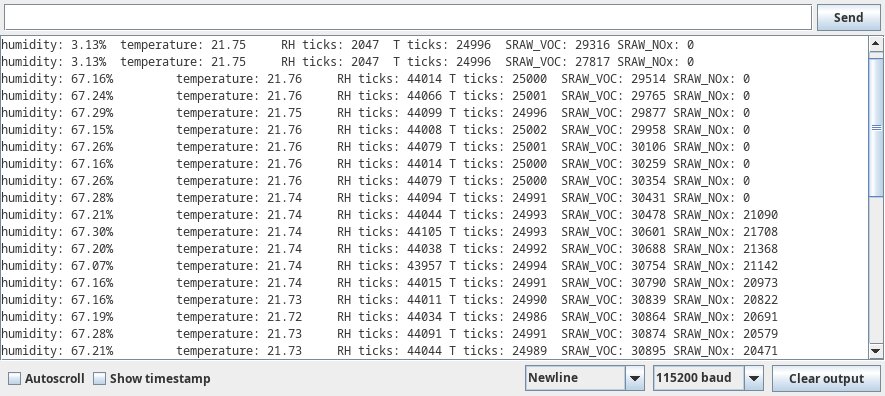 Send
humidity: 3.13% temperature: 21.75 RH ticks: 2047 T ticks: 24996 SRAW_VOC: 29316 SRAW_NOx: 0
humidity: 3.13% temperature: 21.75 RH ticks: 2047 T ticks: 24996 SRAW_VOC: 27817 SRAW_NOx: 0
humidity: 67.16% temperature: 21.76 RH ticks: 44014 T ticks: 25000 SRAW_VOC: 29514 SRAW_NOx: 0
humidity: 67.24% temperature: 21.76 RH ticks: 44066 T ticks: 25001 SRAW_VOC: 29765 SRAW_NOx: 0
humidity: 67.29% temperature: 21.75 RH ticks: 44099 T ticks: 24996 SRAW_VOC: 29877 SRAW_NOx: 0
humidity: 67.15% temperature: 21.76 RH ticks: 44008 T ticks: 25002 SRAW_VOC: 29958 SRAW_NOx: 0
humidity: 67.26% temperature: 21.76 RH ticks: 44079 T ticks: 25001 SRAW_VOC: 30106 SRAW_NOx: 0
humidity: 67.16% temperature: 21.76 RH ticks: 44014 T ticks: 25000 SRAW_VOC: 30259 SRAW_NOx: 0
humidity: 67.26% temperature: 21.76 RH ticks: 44079 T ticks: 25000 SRAW_VOC: 30354 SRAW_NOx: 0
humidity: 67.28% temperature: 21.74 RH ticks: 44094 T ticks: 24991 SRAW_VOC: 30431 SRAW_NOx: 0
humidity: 67.21% temperature: 21.74 RH ticks: 44044 T ticks: 24993 SRAW_VOC: 30478 SRAW_NOx: 21090
humidity: 67.30% temperature: 21.74 RH ticks: 44105 T ticks: 24993 SRAW_VOC: 30601 SRAW_NOx: 21708
humidity: 67.20% temperature: 21.74 RH ticks: 44038 T ticks: 24992 SRAW_VOC: 30688 SRAW_NOx: 21368
humidity: 67.07% temperature: 21.74 RH ticks: 43957 T ticks: 24994 SRAW_VOC: 30754 SRAW_NOx: 21142
humidity: 67.16% temperature: 21.74 RH ticks: 44015 T ticks: 24991 SRAW_VOC: 30790 SRAW_NOx: 20973
humidity: 67.16% temperature: 21.73 RH ticks: 44011 T ticks: 24990 SRAW_VOC: 30839 SRAW_NOx: 20822
humidity: 67.19% temperature: 21.72 RH ticks: 44034 T ticks: 24986 SRAW_VOC: 30864 SRAW_NOx: 20691
humidity: 67.28% temperature: 21.73 RH ticks: 44091 T ticks: 24991 SRAW_VOC: 30874 SRAW_NOx: 20579
humidity: 67.21% temperature: 21.73 RH ticks: 44044 T ticks: 24989 SRAW_VOC: 30895 SRAW_NOx: 20471
Autoscroll Show timestamp Newline 115200 baud Clear output